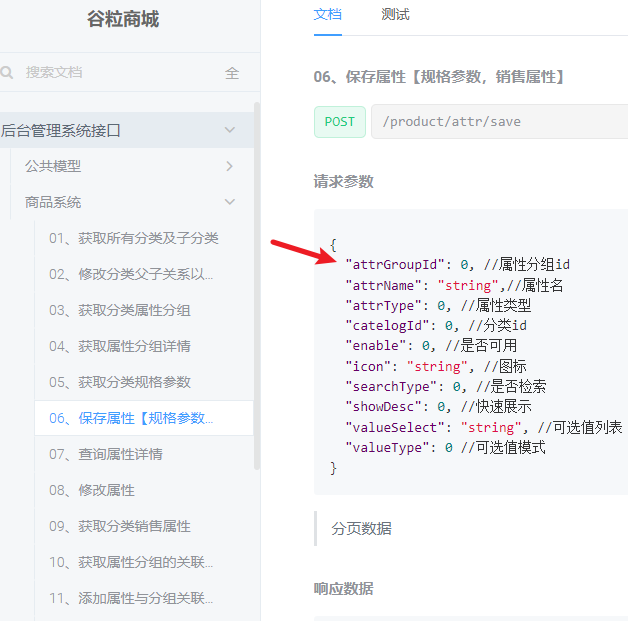 谷粒商城
搜索文档
全
后台管理系统接口
公共模型
商品系统
01、获取所有分类及子分类
02、修改分类父子关系以...
03、获取分类属性分组
04、获取属性分组详情
05、获取分类规格参数
06、保存属性【规格参数...
07、查询属性详情
08、修改属性
09、获取分类销售属性
10、获取属性分组的关联...
11、添加属性与分组关联...
文档 测试
06、保存属性【规格参数，销售属性】
POST /product/attr/save
请求参数
{
"attrGroupId": 0, //属性分组id
"attrName": "string",//属性名
"attrType": 0, //属性类型
"catelogId": 0, //分类id
"enable": 0, //是否可用
"icon": "string", //图标
"searchType": 0, //是否检索
"showDesc": 0, //快速展示
"valueSelect": "string", //可选值列表
"valueType": 0 //可选值模式
}
分页数据
响应数据